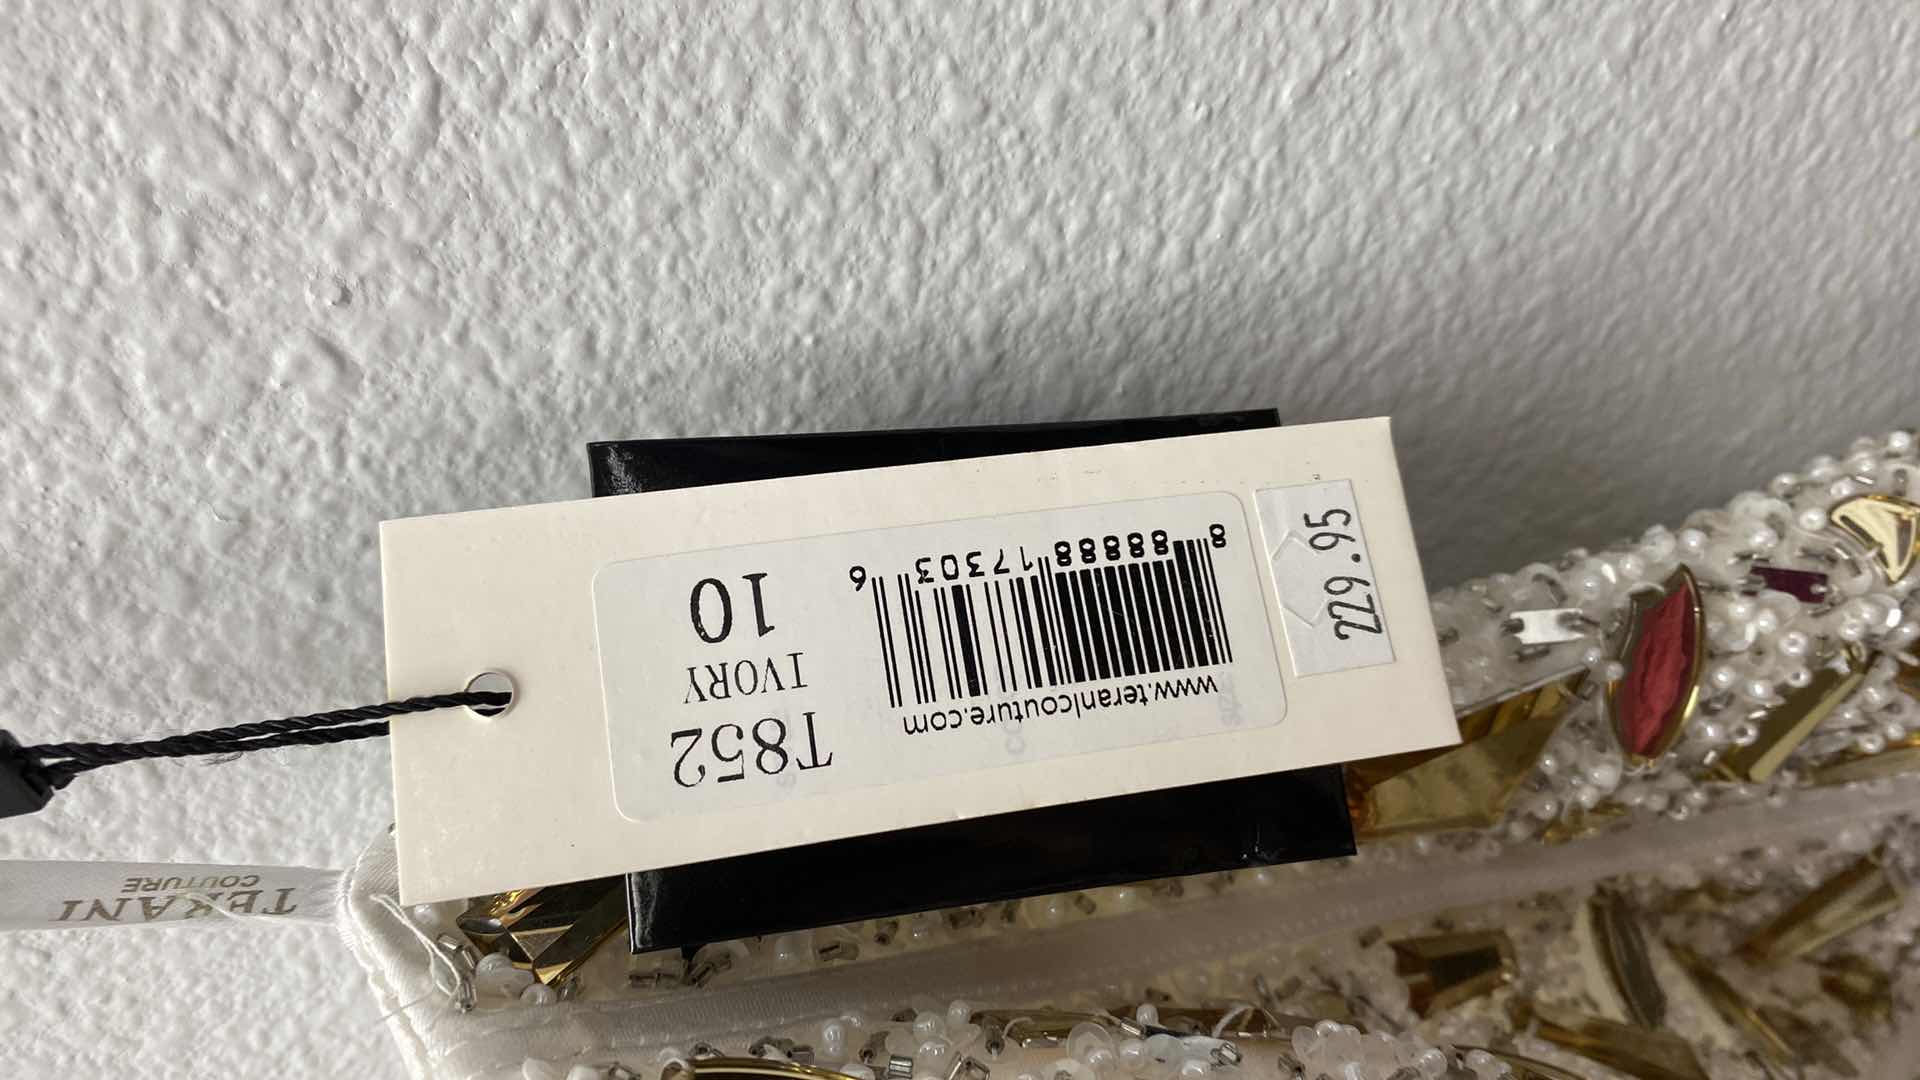 T852
IVORY
10
www.teranicouture.com
8 88888 17303 6
229.95
TERANI
COUTURE